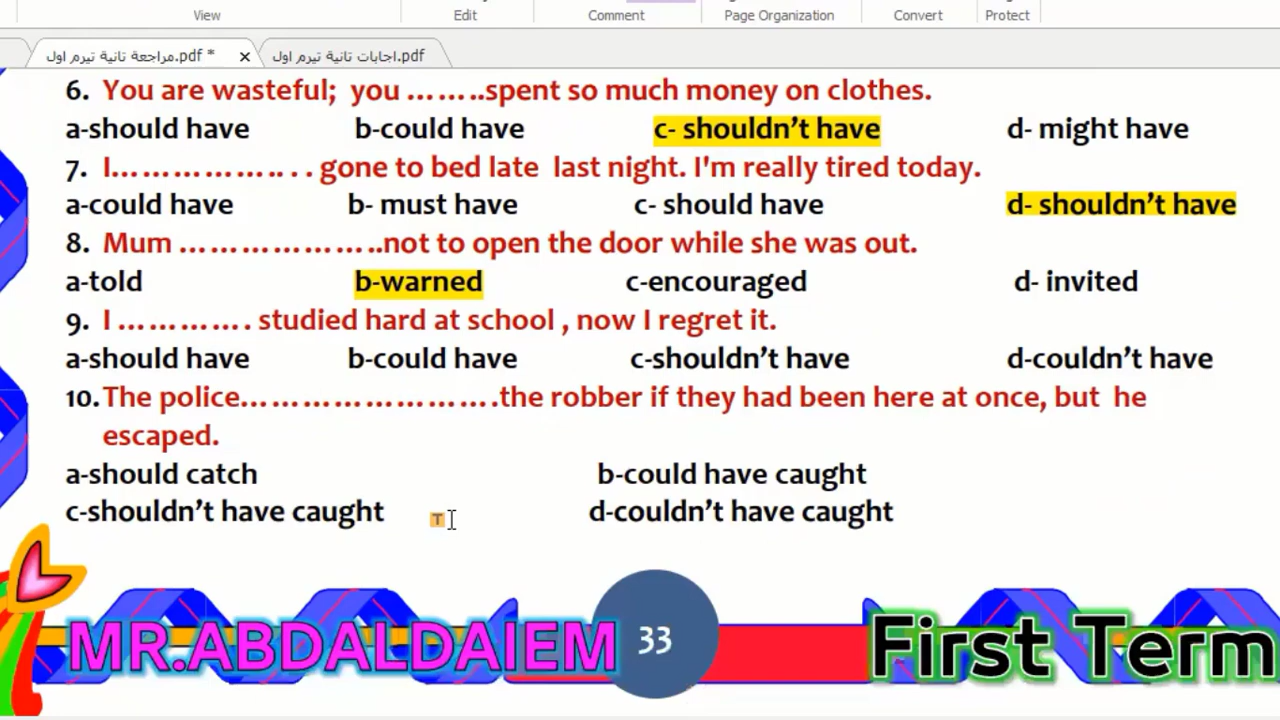 View Edit Comment Page Organization Convert Protect
مراجعة تانية تيرم اول.pdf * اجابات تانية تيرم اول.pdf
6. You are wasteful; you ……..spent so much money on clothes.
a-should have b-could have c- shouldn’t have d- might have
7. I…………….. . . gone to bed late last night. I'm really tired today.
a-could have b- must have c- should have d- shouldn’t have
8. Mum ………………..not to open the door while she was out.
a-told b-warned c-encouraged d- invited
9. I …………. studied hard at school , now I regret it.
a-should have b-could have c-shouldn’t have d-couldn’t have
10. The police…………………….the robber if they had been here at once, but he
escaped.
a-should catch b-could have caught
c-shouldn’t have caught d-couldn’t have caught
MR.ABDALDAIEM 33 First Term